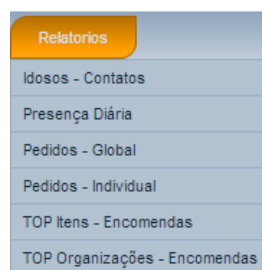 Relatorios
Idosos - Contatos
Presença Diária
Pedidos - Global
Pedidos - Individual
TOP Itens - Encomendas
TOP Organizações - Encomendas